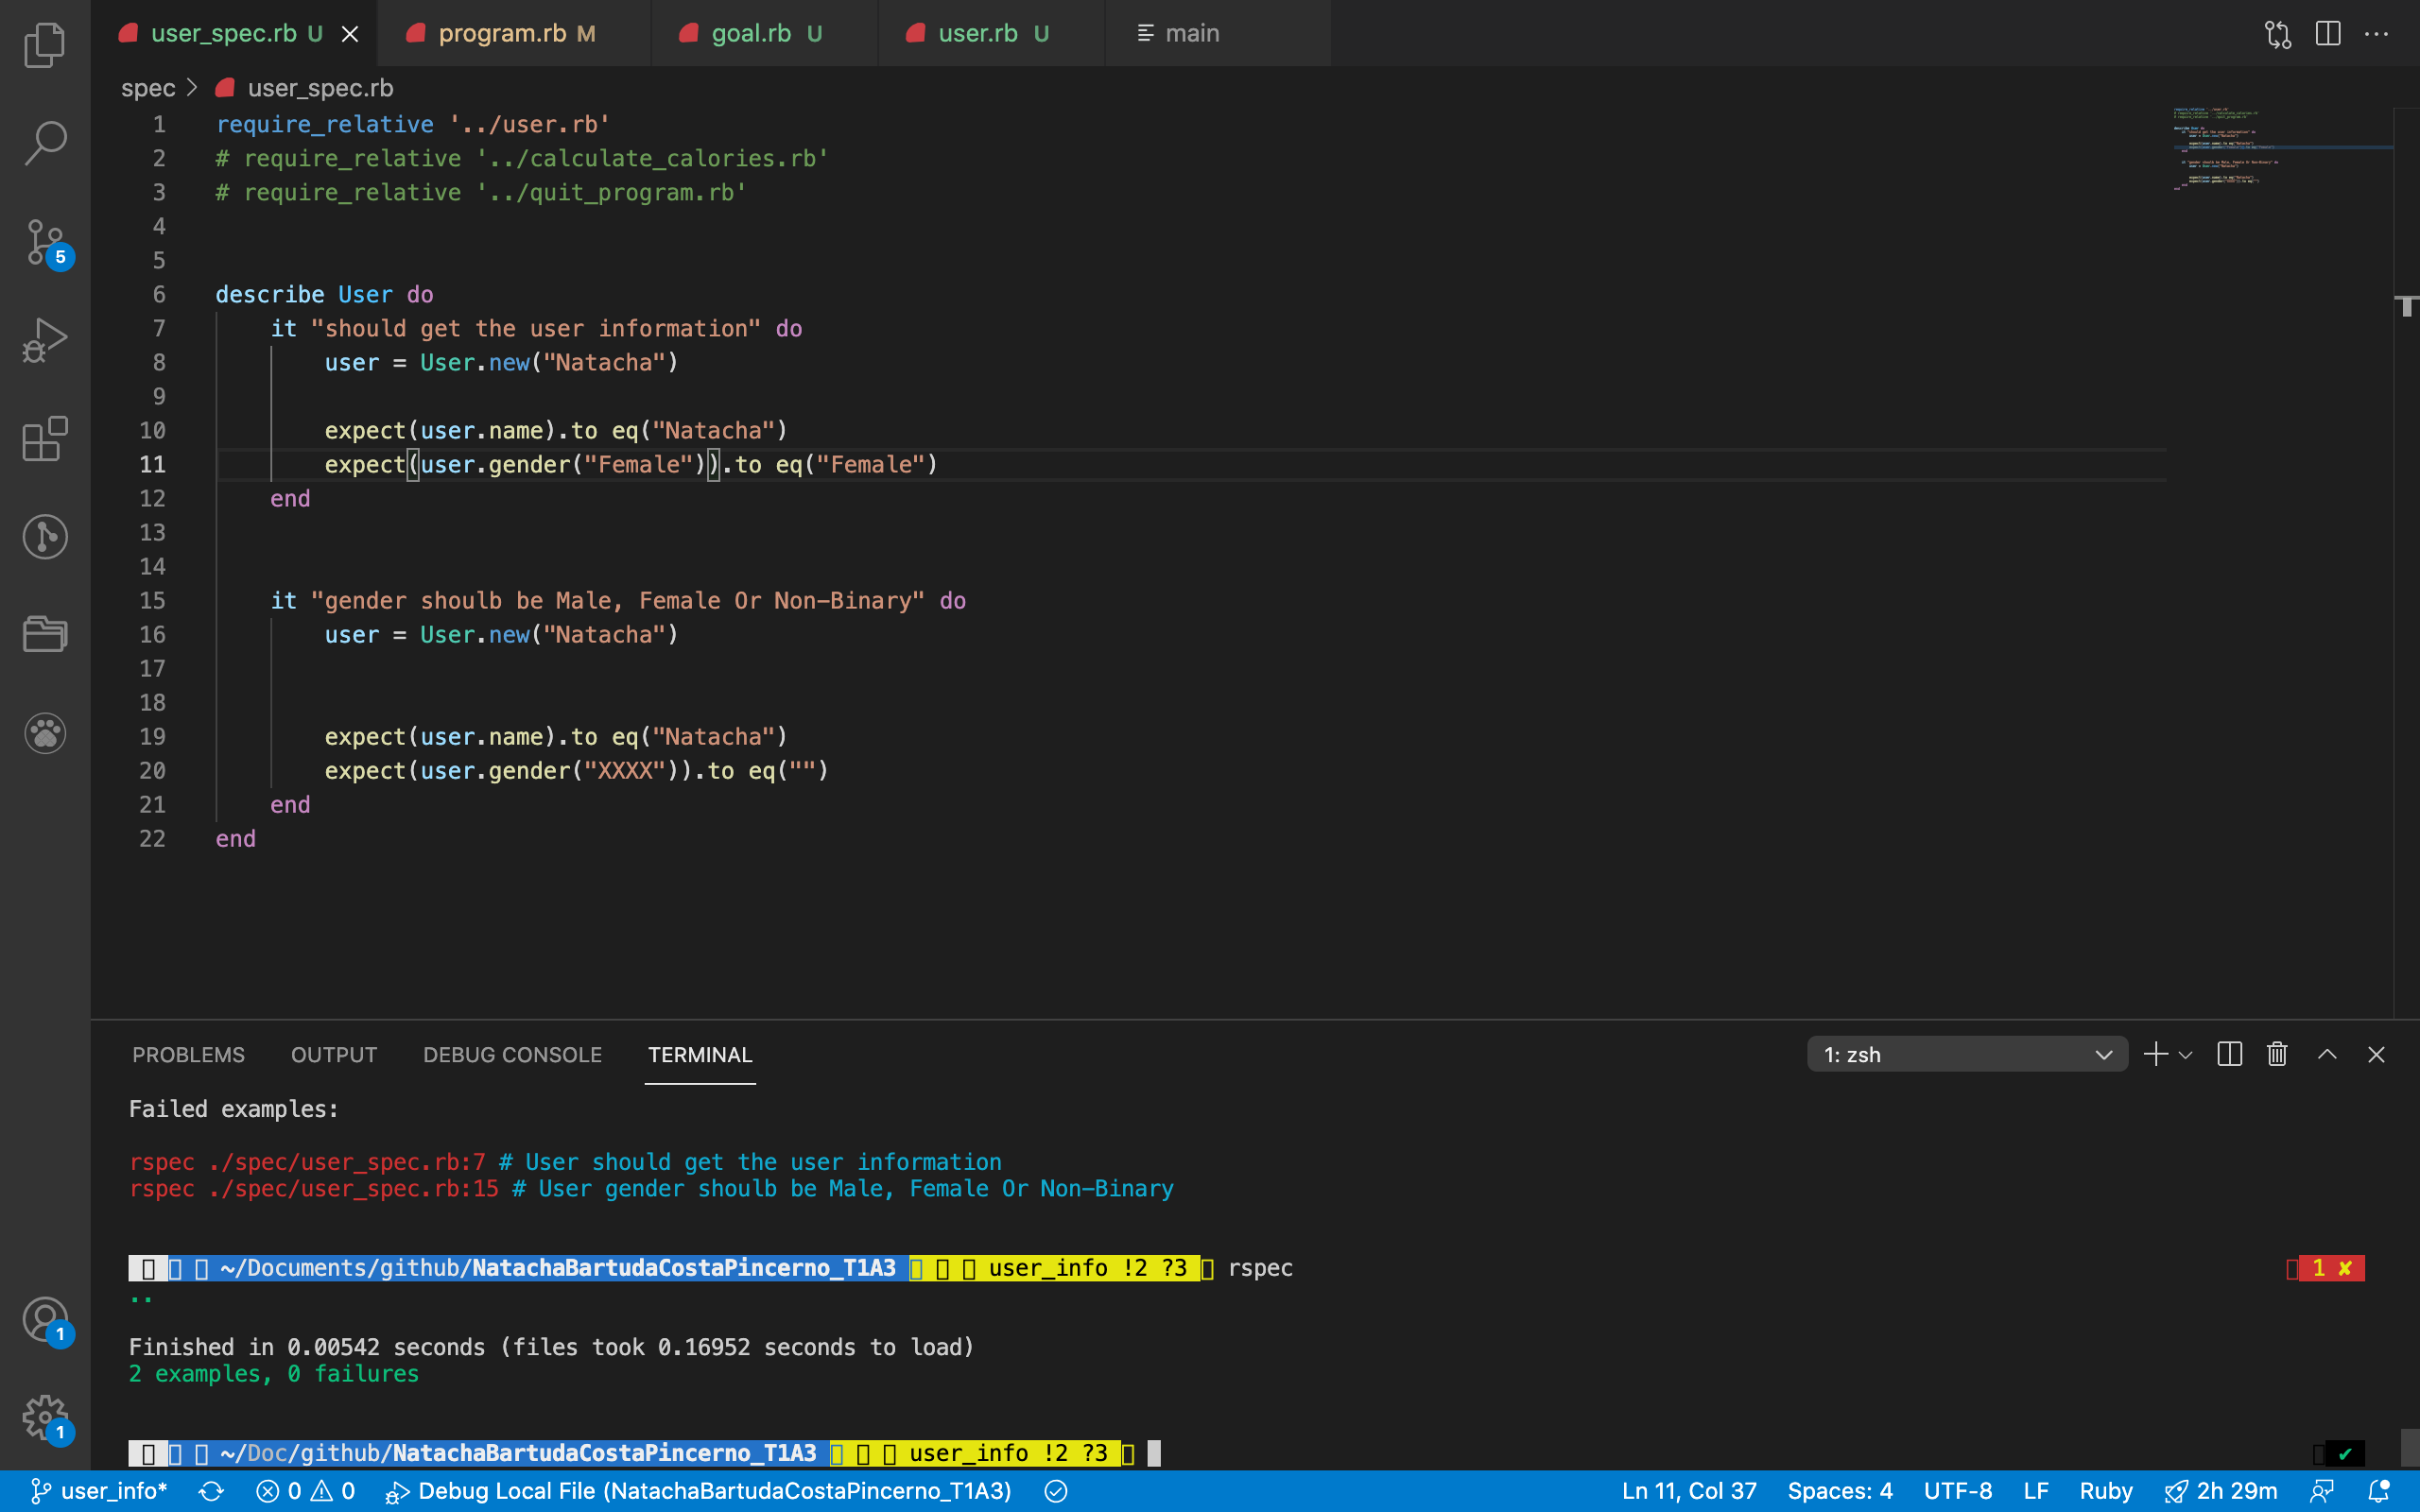 user_spec.rb U program.rb M goal.rb U user.rb U main
spec > user_spec.rb
1 require_relative '../user.rb'
2 # require_relative '../calculate_calories.rb'
3 # require_relative '../quit_program.rb'
4
5
6 describe User do
7 it "should get the user information" do
8 user = User.new("Natacha")
9
10 expect(user.name).to eq("Natacha")
11 expect(user.gender("Female")).to eq("Female")
12 end
13
14
15 it "gender shoulb be Male, Female Or Non-Binary" do
16 user = User.new("Natacha")
17
18
19 expect(user.name).to eq("Natacha")
20 expect(user.gender("XXXX")).to eq("")
21 end
22 end
5
PROBLEMS OUTPUT DEBUG CONSOLE TERMINAL 1: zsh
Failed examples:
rspec ./spec/user_spec.rb:7 # User should get the user information
rspec ./spec/user_spec.rb:15 # User gender shoulb be Male, Female Or Non-Binary
~/Documents/github/NatachaBartudaCostaPincerno_T1A3 user_info !2 ?3 rspec 1 ✘
..
Finished in 0.00542 seconds (files took 0.16952 seconds to load)
2 examples, 0 failures
~/Doc/github/NatachaBartudaCostaPincerno_T1A3 user_info !2 ?3 ✔
1
1
user_info* 0 0 Debug Local File (NatachaBartudaCostaPincerno_T1A3) Ln 11, Col 37 Spaces: 4 UTF-8 LF Ruby 2h 29m